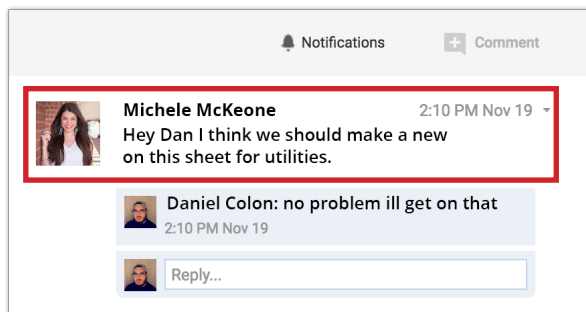 Notifications
Comment
Michele McKeone
2:10 PM Nov 19
Hey Dan I think we should make a new
on this sheet for utilities.
Daniel Colon: no problem ill get on that
2:10 PM Nov 19
Reply...